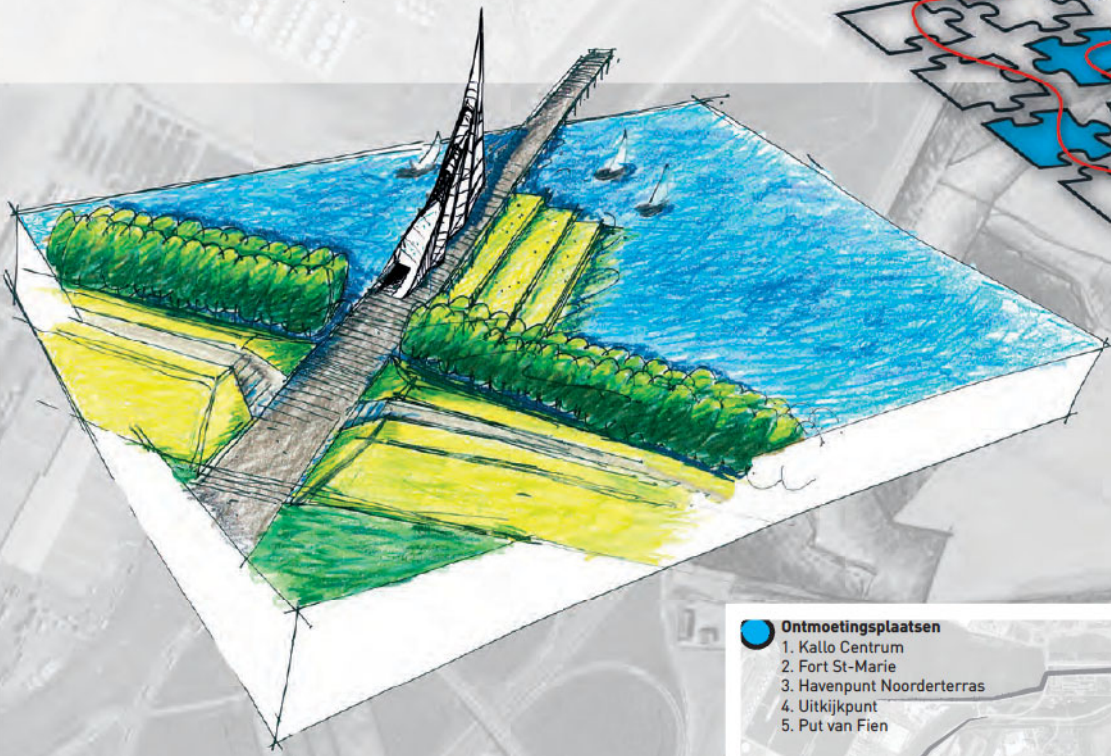 Ontmoetingsplaatsen
1. Kallo Centrum
2. Fort St-Marie
3. Havenpunt Noorderterras
4. Uitkijkpunt
5. Put van Fien